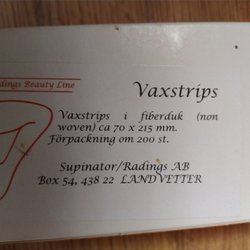 dings Beauty Line
Vaxstrips
Vaxstrips i fiberduk (non
woven) ca 70 x 215 mm.
Förpackning om 200 st.
Supinator/Radings AB
Box 54, 438 22 LANDVETTER